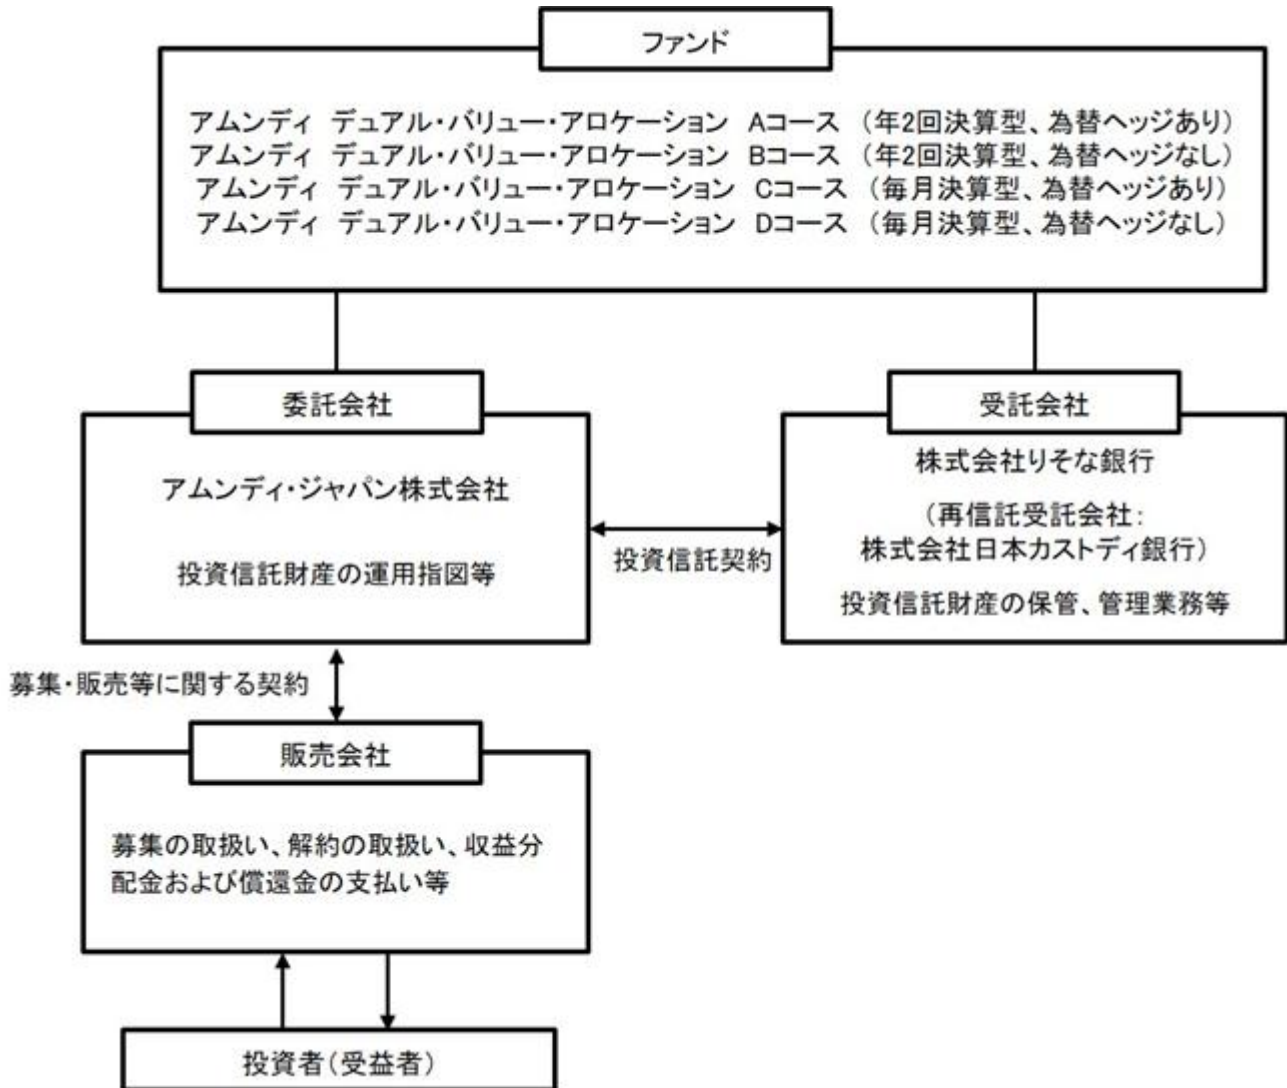 ファンド
アムンディ デュアル・バリュー・アロケーション Aコース (年2回決算型、為替ヘッジあり)
アムンディ デュアル・バリュー・アロケーション Bコース (年2回決算型、為替ヘッジなし)
アムンディ デュアル・バリュー・アロケーション Cコース (毎月決算型、為替ヘッジあり)
アムンディ デュアル・バリュー・アロケーション Dコース (毎月決算型、為替ヘッジなし)
委託会社
アムンディ・ジャパン株式会社
投資信託財産の運用指図等
投資信託契約
受託会社
株式会社りそな銀行
(再信託受託会社:
株式会社日本カストディ銀行)
投資信託財産の保管、管理業務等
募集・販売等に関する契約
販売会社
募集の取扱い、解約の取扱い、収益分
配金および償還金の支払い等
投資者(受益者)